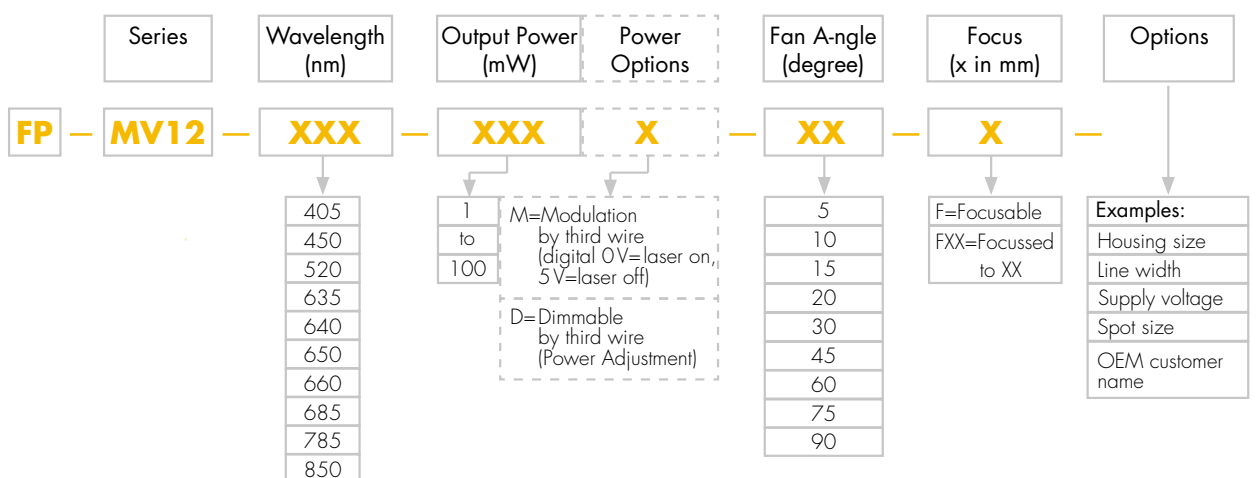 Series
Wavelength
(nm)
Output Power
(mW)
Power
Options
Fan A-ngle
(degree)
Focus
(x in mm)
Options
FP — MV12 — XXX — XXX X — XX — X —
405
450
520
635
640
650
660
685
785
850
1
to
100
M=Modulation
by third wire
(digital 0V=laser on,
5V=laser off)
D=Dimmable
by third wire
(Power Adjustment)
5
10
15
20
30
45
60
75
90
F=Focusable
FXX=Focussed
to XX
Examples:
Housing size
Line width
Supply voltage
Spot size
OEM customer
name